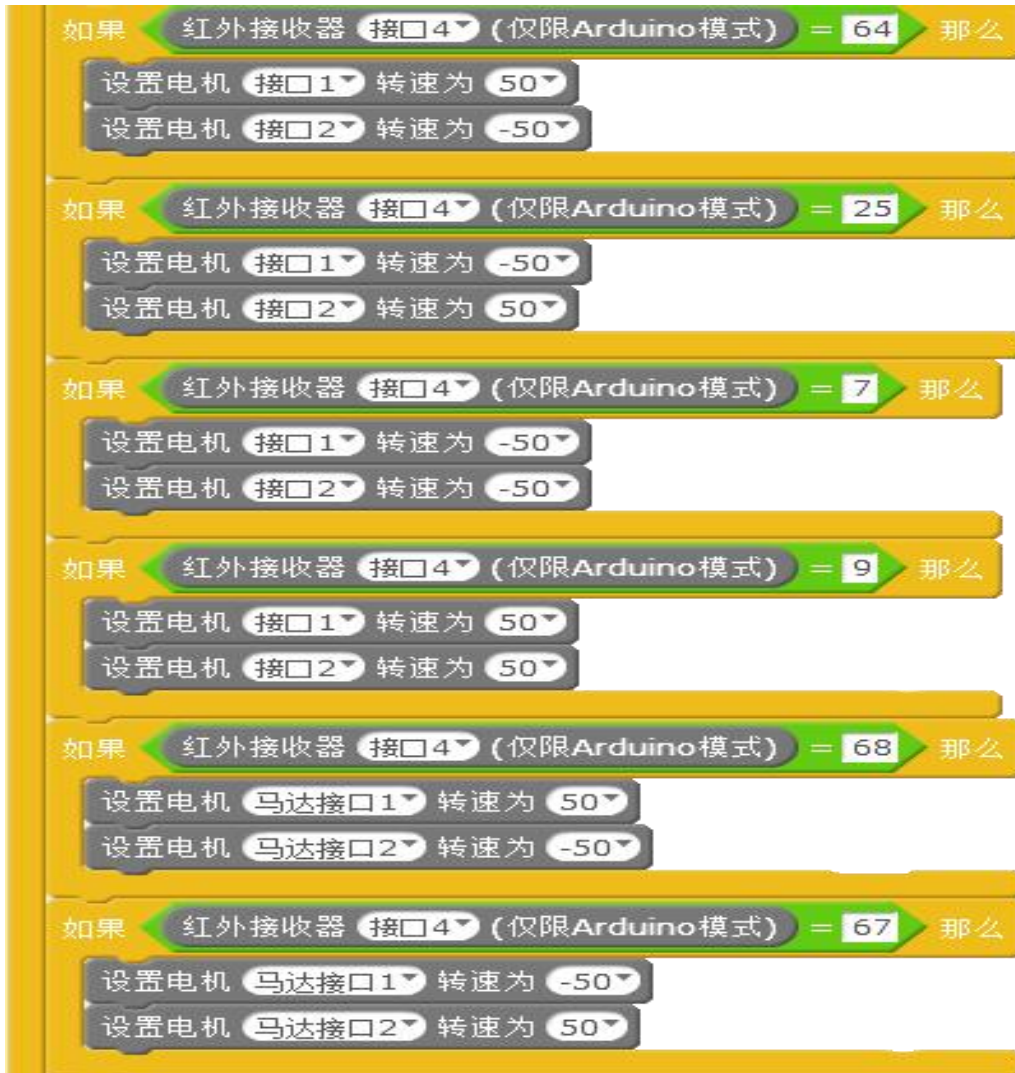 如果 红外接收器 接口4 (仅限Arduino模式) = 64 那么
设置电机 接口1 转速为 50
设置电机 接口2 转速为 -50
如果 红外接收器 接口4 (仅限Arduino模式) = 25 那么
设置电机 接口1 转速为 -50
设置电机 接口2 转速为 50
如果 红外接收器 接口4 (仅限Arduino模式) = 7 那么
设置电机 接口1 转速为 -50
设置电机 接口2 转速为 -50
如果 红外接收器 接口4 (仅限Arduino模式) = 9 那么
设置电机 接口1 转速为 50
设置电机 接口2 转速为 50
如果 红外接收器 接口4 (仅限Arduino模式) = 68 那么
设置电机 马达接口1 转速为 50
设置电机 马达接口2 转速为 -50
如果 红外接收器 接口4 (仅限Arduino模式) = 67 那么
设置电机 马达接口1 转速为 -50
设置电机 马达接口2 转速为 50